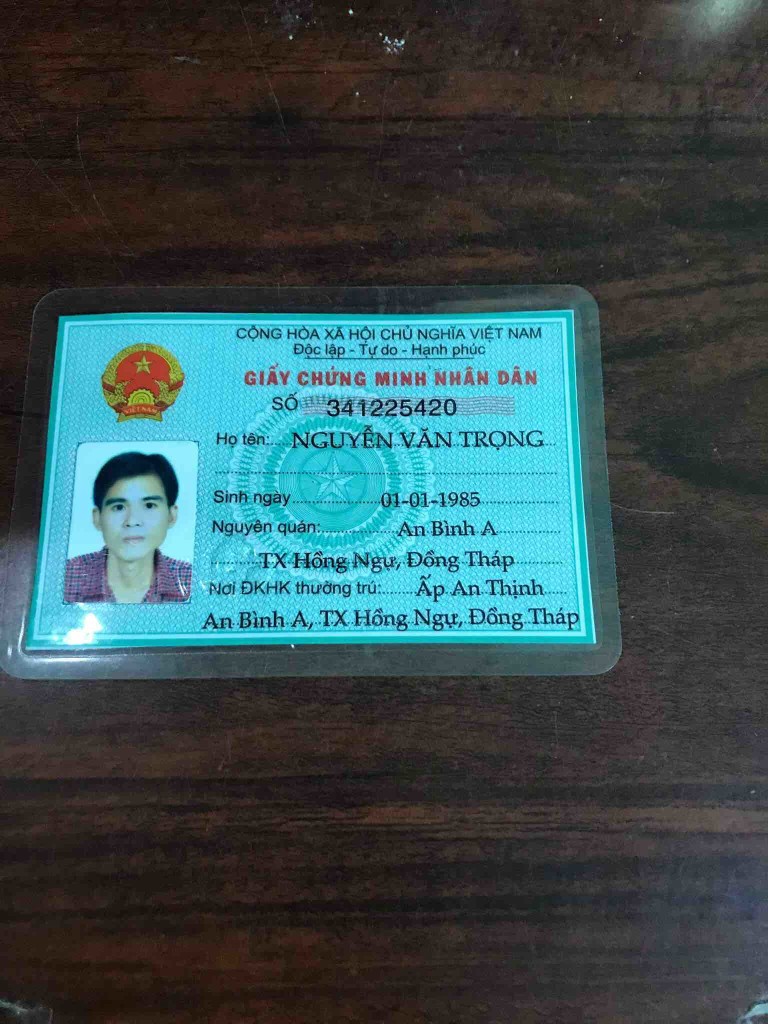 CỘNG HÒA XÃ HỘI CHỦ NGHĨA VIỆT NAM
Độc lập - Tự do - Hạnh phúc
GIẤY CHỨNG MINH NHÂN DÂN
SỐ 341225420
Họ tên: NGUYỄN VĂN TRỌNG
Sinh ngày 01-01-1985
Nguyên quán: An Bình A
TX Hồng Ngự, Đồng Tháp
Nơi ĐKHK thường trú: Ấp An Thịnh
An Bình A, TX Hồng Ngự, Đồng Tháp
VIỆT NAM